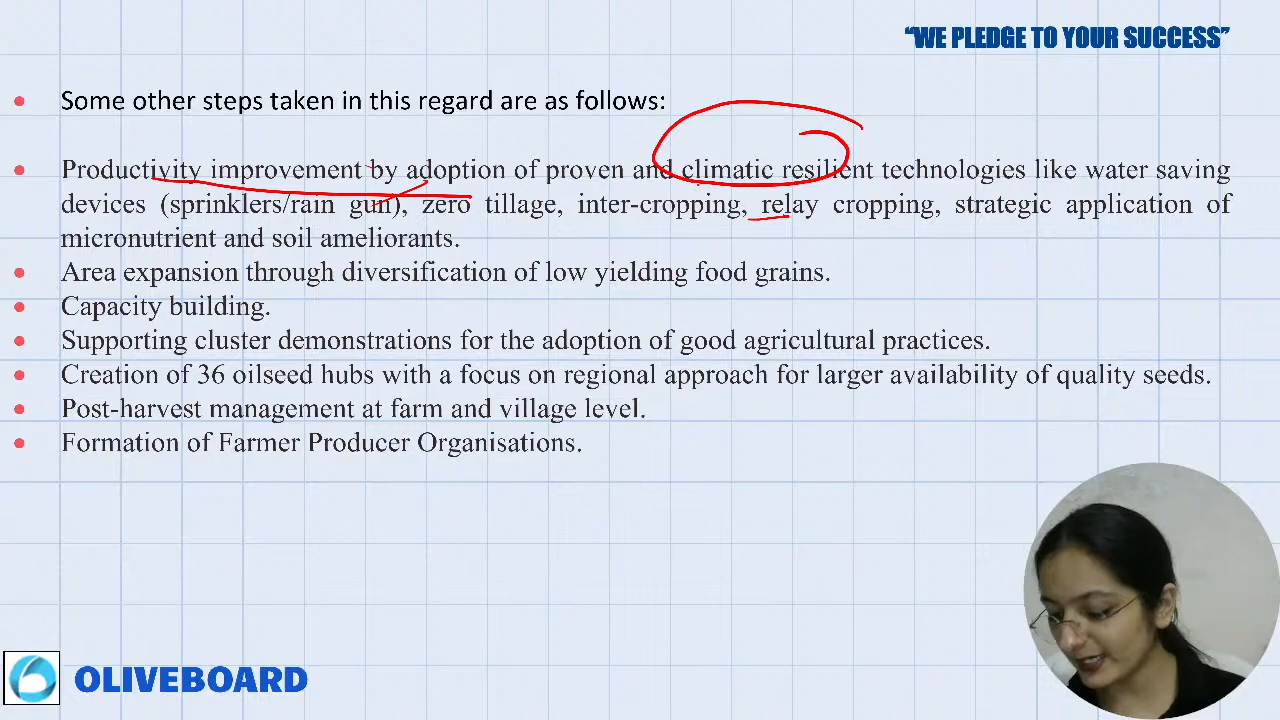 “WE PLEDGE TO YOUR SUCCESS”
Some other steps taken in this regard are as follows:
Productivity improvement by adoption of proven and climatic resilient technologies like water saving
devices (sprinklers/rain gun), zero tillage, inter-cropping, relay cropping, strategic application of
micronutrient and soil ameliorants.
Area expansion through diversification of low yielding food grains.
Capacity building.
Supporting cluster demonstrations for the adoption of good agricultural practices.
Creation of 36 oilseed hubs with a focus on regional approach for larger availability of quality seeds.
Post-harvest management at farm and village level.
Formation of Farmer Producer Organisations.
OLIVEBOARD